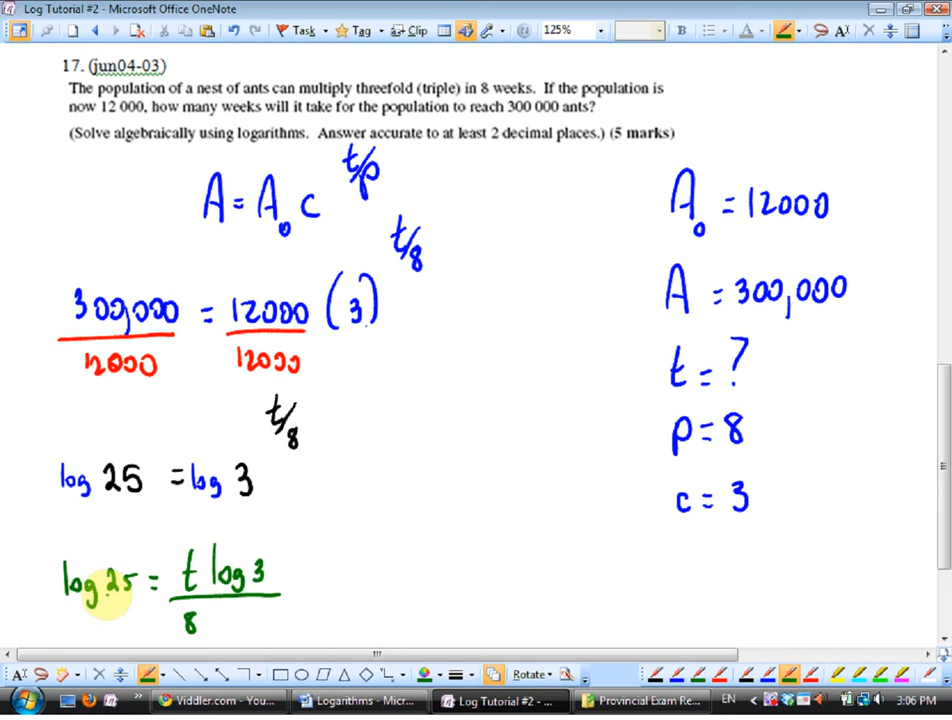 Log Tutorial #2 - Microsoft Office OneNote
Task Tag Clip 125% B A
17. (jun04-03)
The population of a nest of ants can multiply threefold (triple) in 8 weeks. If the population is
now 12 000, how many weeks will it take for the population to reach 300 000 ants?
(Solve algebraically using logarithms. Answer accurate to at least 2 decimal places.) (5 marks)
A = A₀ c^(t/p)
A₀ = 12000
300,000 = 12000 (3)^(t/8)
12000 12000
A = 300,000
t = ?
p = 8
c = 3
log 25 = log 3^(t/8)
log 25 = t log 3
8
Rotate
Viddler.com - You... Logarithms - Micr... Log Tutorial #2 - ... Provincial Exam Re... EN 3:06 PM